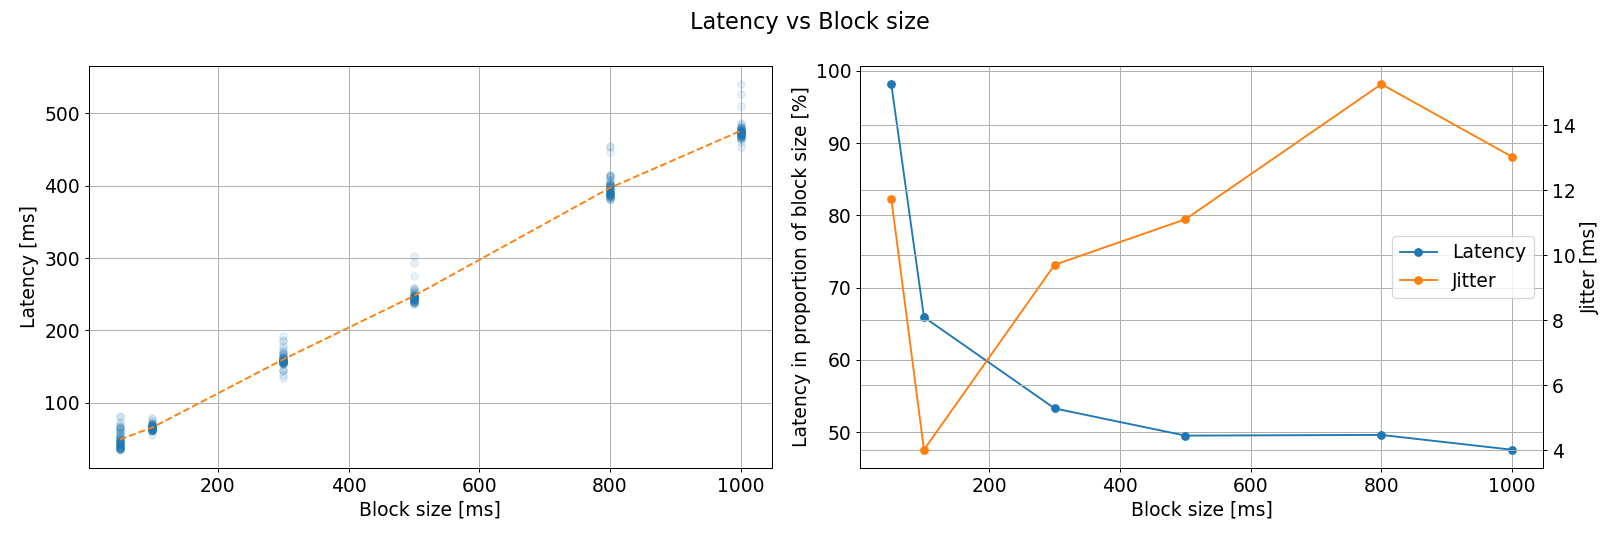 Latency vs Block size
500
400
300
200
100
Latency [ms]
200 400 600 800 1000
Block size [ms]
100
90
80
70
60
50
Latency in proportion of block size [%]
14
12
10
8
6
4
Jitter [ms]
Latency
Jitter
200 400 600 800 1000
Block size [ms]